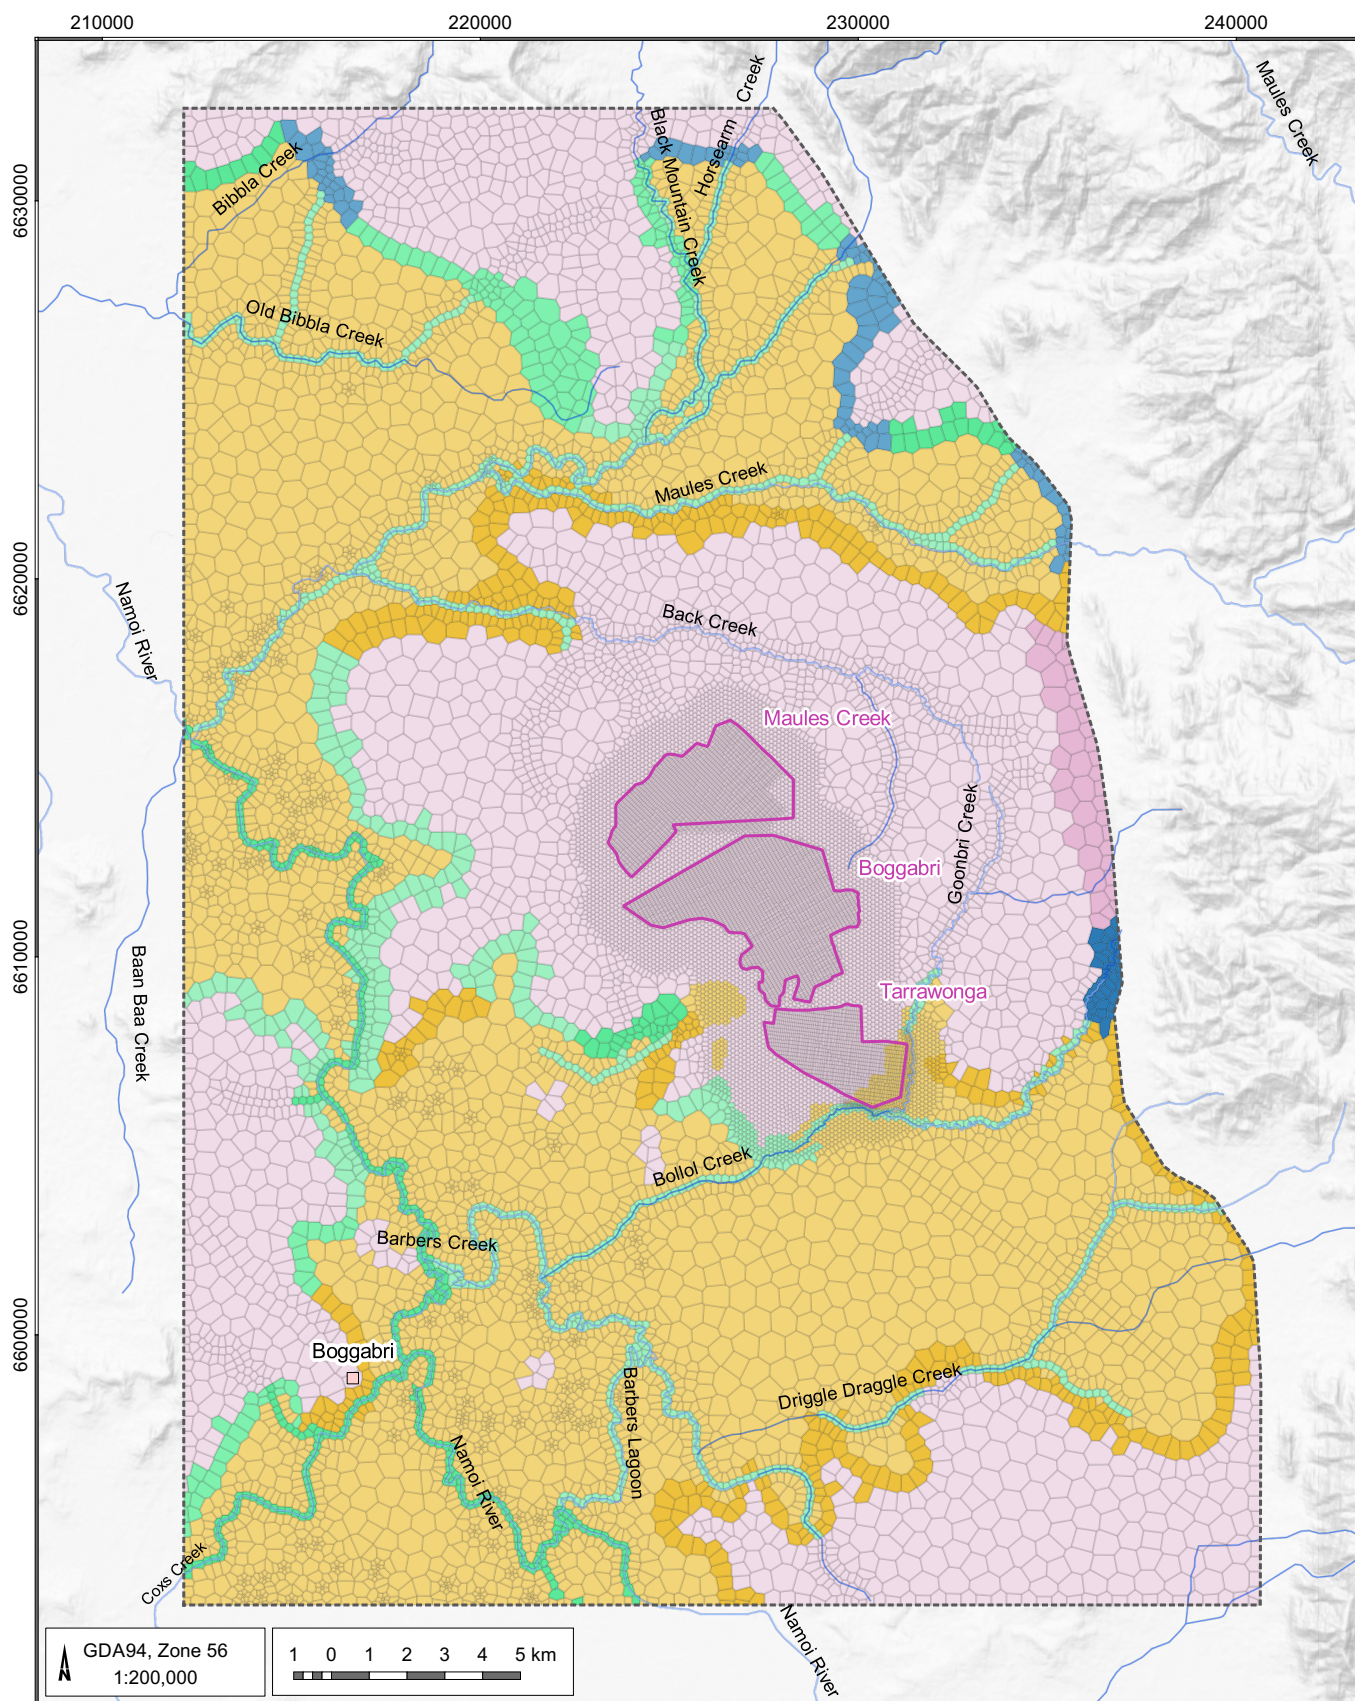 210000
220000
230000
240000
6630000
6620000
6610000
6600000
Maules Creek
Black Mountain Creek
Horsearm Creek
Bibbla Creek
Old Bibbla Creek
Maules Creek
Namoi River
Back Creek
Maules Creek
Goonbri Creek
Boggabri
Baan Baa Creek
Tarrawonga
Bollol Creek
Barbers Creek
Boggabri
Driggle Draggle Creek
Barbers Lagoon
Namoi River
Coxs Creek
Namoi River
N
GDA94, Zone 56
1:200,000
1 0 1 2 3 4 5 km